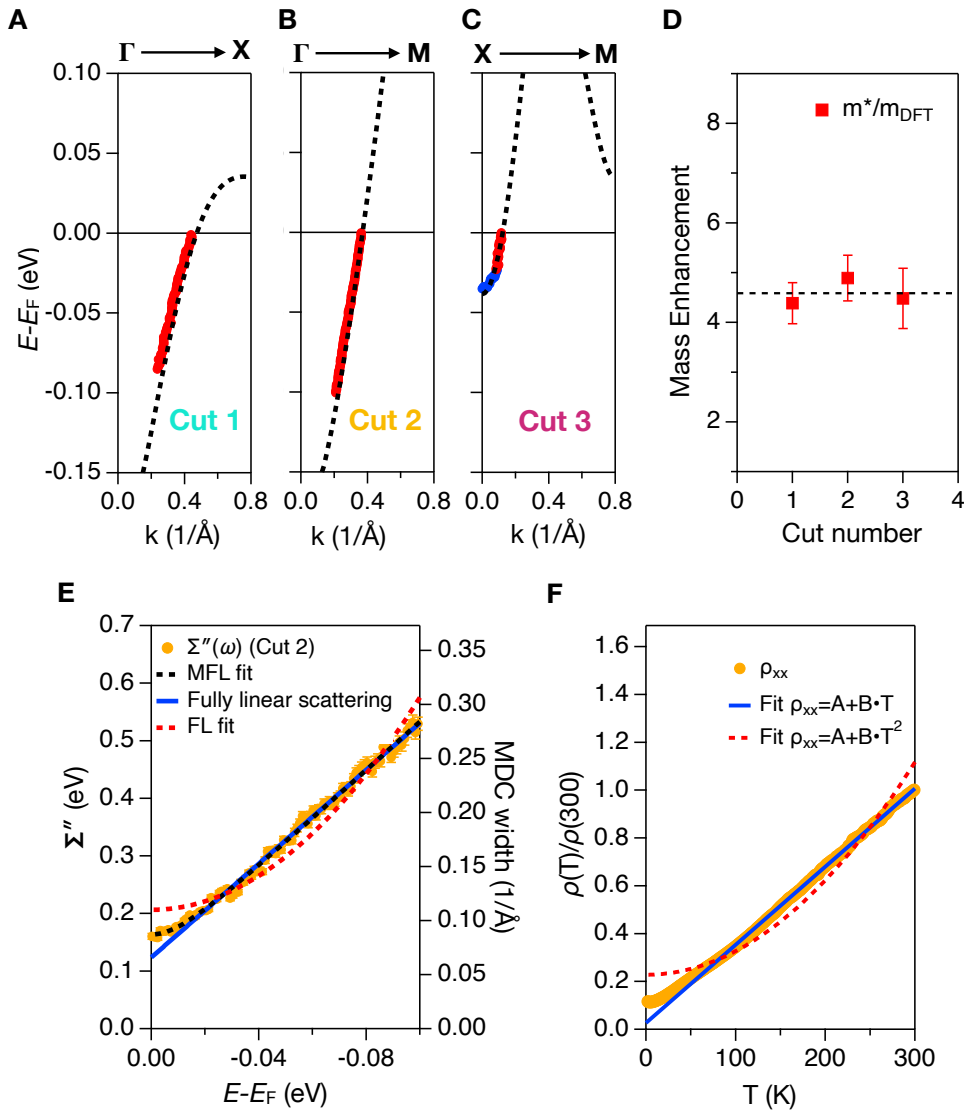 A
Γ → X
0.10
0.05
0.00
-0.05
-0.10
-0.15
E-E_F (eV)
Cut 1
0.0 0.4 0.8
k (1/Å)
B
Γ → M
Cut 2
0.0 0.4 0.8
k (1/Å)
C
X → M
Cut 3
0.0 0.4 0.8
k (1/Å)
D
m*/m_DFT
8
6
4
2
Mass Enhancement
0 1 2 3 4
Cut number
E
0.7
0.6
0.5
0.4
0.3
0.2
0.1
0.0
Σ″ (eV)
Σ″(ω) (Cut 2)
MFL fit
Fully linear scattering
FL fit
0.35
0.30
0.25
0.20
0.15
0.10
0.05
0.00
MDC width (1/Å)
0.00 -0.04 -0.08
E-E_F (eV)
F
1.6
1.4
1.2
1.0
0.8
0.6
0.4
0.2
0.0
ρ(T)/ρ(300)
ρ_xx
Fit ρ_xx=A+B•T
Fit ρ_xx=A+B•T²
0 100 200 300
T (K)